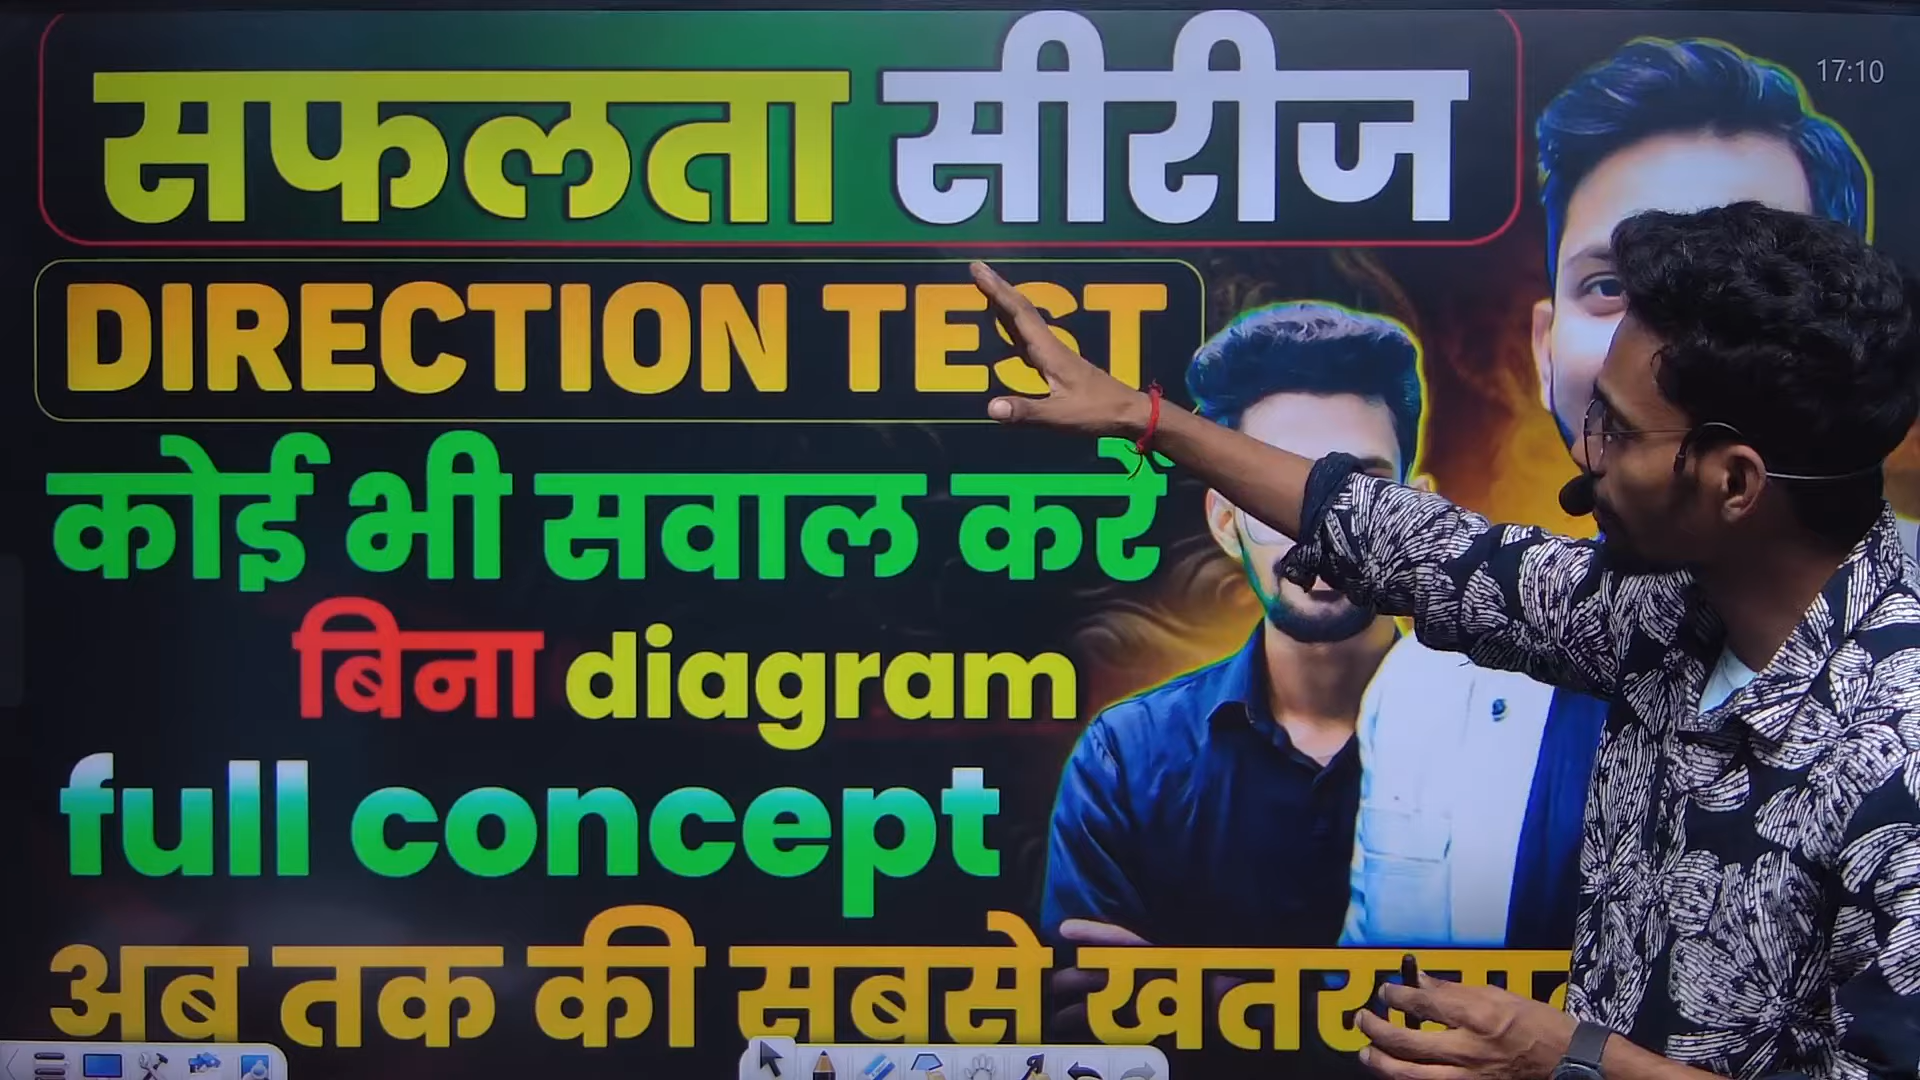 सफलता सीरीज
17:10
DIRECTION TEST
कोई भी सवाल करें
बिना diagram
full concept
अब तक की सबसे